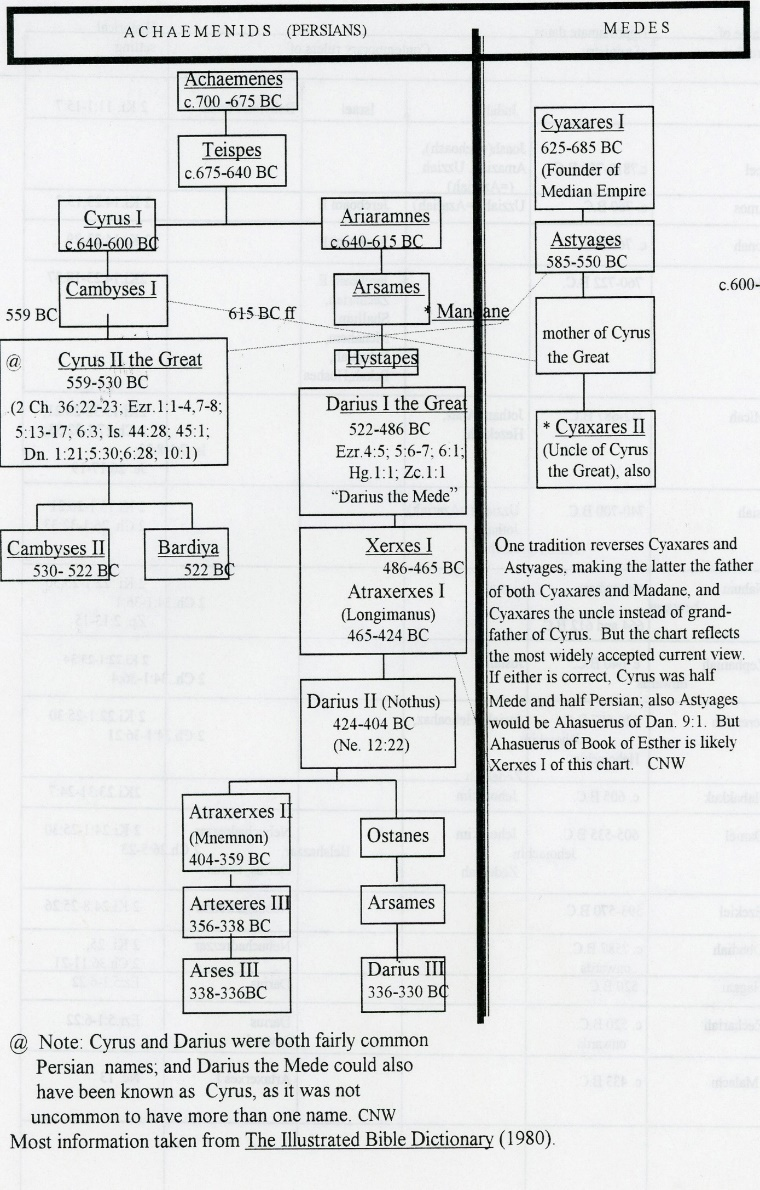 ACHAEMENIDS (PERSIANS)
MEDES
Achaemenes
c.700 -675 BC
Teispes
c.675-640 BC
Cyrus I
c.640-600 BC
Ariaramnes
c.640-615 BC
Cambyses I
559 BC
615 BC ff
Arsames
* Mandane
Hystapes
@ Cyrus II the Great
559-530 BC
(2 Ch. 36:22-23; Ezr.1:1-4,7-8;
5:13-17; 6:3; Is. 44:28; 45:1;
Dn. 1:21;5:30;6:28; 10:1)
Darius I the Great
522-486 BC
Ezr.4:5; 5:6-7; 6:1;
Hg.1:1; Zc.1:1
“Darius the Mede”
Cambyses II
530- 522 BC
Bardiya
522 BC
Xerxes I
486-465 BC
Atraxerxes I
(Longimanus)
465-424 BC
Darius II (Nothus)
424-404 BC
(Ne. 12:22)
Atraxerxes II
(Mnemnon)
404-359 BC
Ostanes
Artexeres III
356-338 BC
Arsames
Arses III
338-336BC
Darius III
336-330 BC
Cyaxares I
625-685 BC
(Founder of
Median Empire
Astyages
585-550 BC
c.600-
mother of Cyrus
the Great
* Cyaxares II
(Uncle of Cyrus
the Great), also
One tradition reverses Cyaxares and
Astyages, making the latter the father
of both Cyaxares and Madane, and
Cyaxares the uncle instead of grand-
father of Cyrus. But the chart reflects
the most widely accepted current view.
If either is correct, Cyrus was half
Mede and half Persian; also Astyages
would be Ahasuerus of Dan. 9:1. But
Ahasuerus of Book of Esther is likely
Xerxes I of this chart. CNW
@ Note: Cyrus and Darius were both fairly common
Persian names; and Darius the Mede could also
have been known as Cyrus, as it was not
uncommon to have more than one name. CNW
Most information taken from The Illustrated Bible Dictionary (1980).